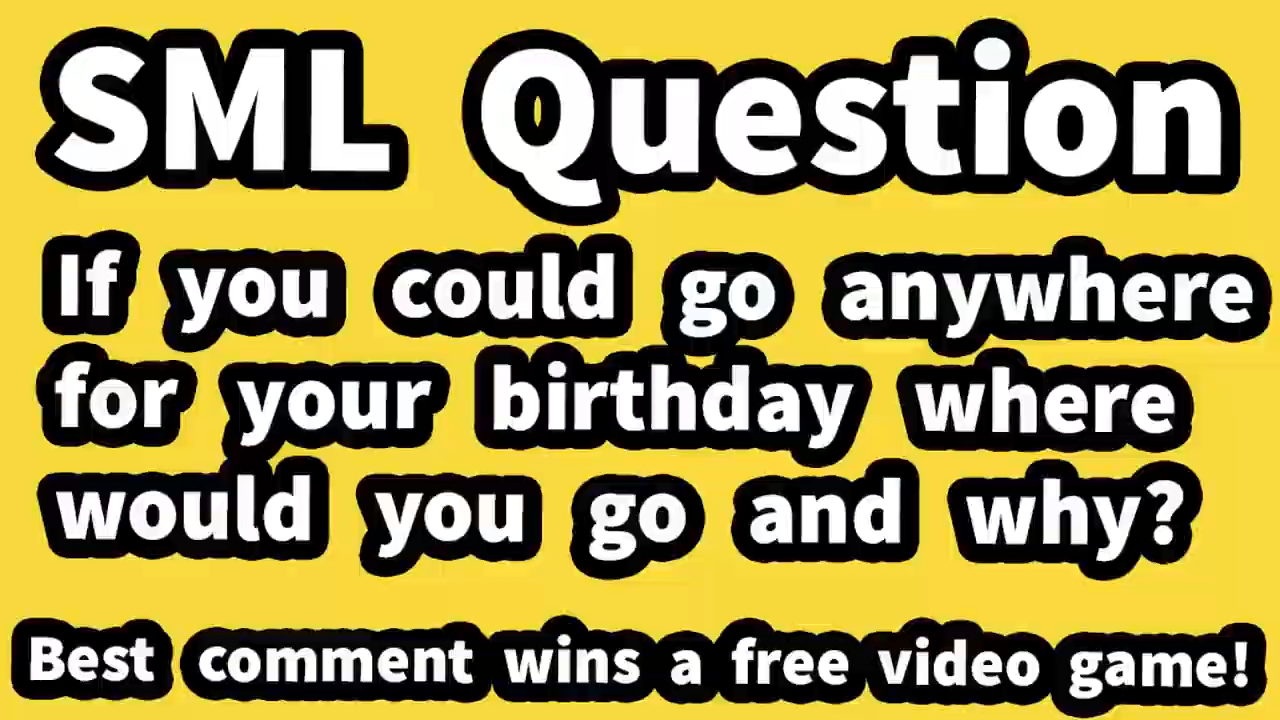 SML Question
If you could go anywhere
for your birthday where
would you go and why?
Best comment wins a free video game!